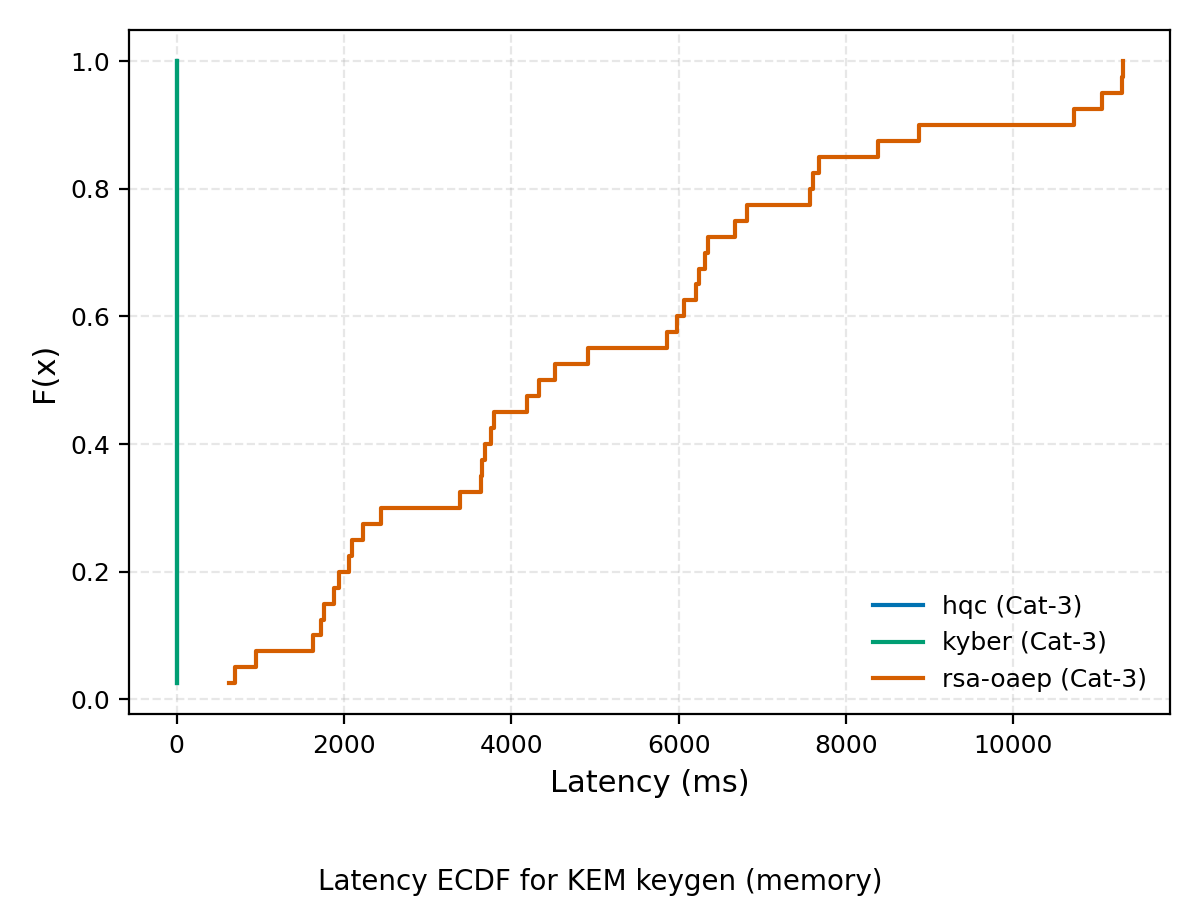 1.0
0.8
0.6
0.4
0.2
0.0
F(x)
hqc (Cat-3)
kyber (Cat-3)
rsa-oaep (Cat-3)
0 2000 4000 6000 8000 10000
Latency (ms)
Latency ECDF for KEM keygen (memory)